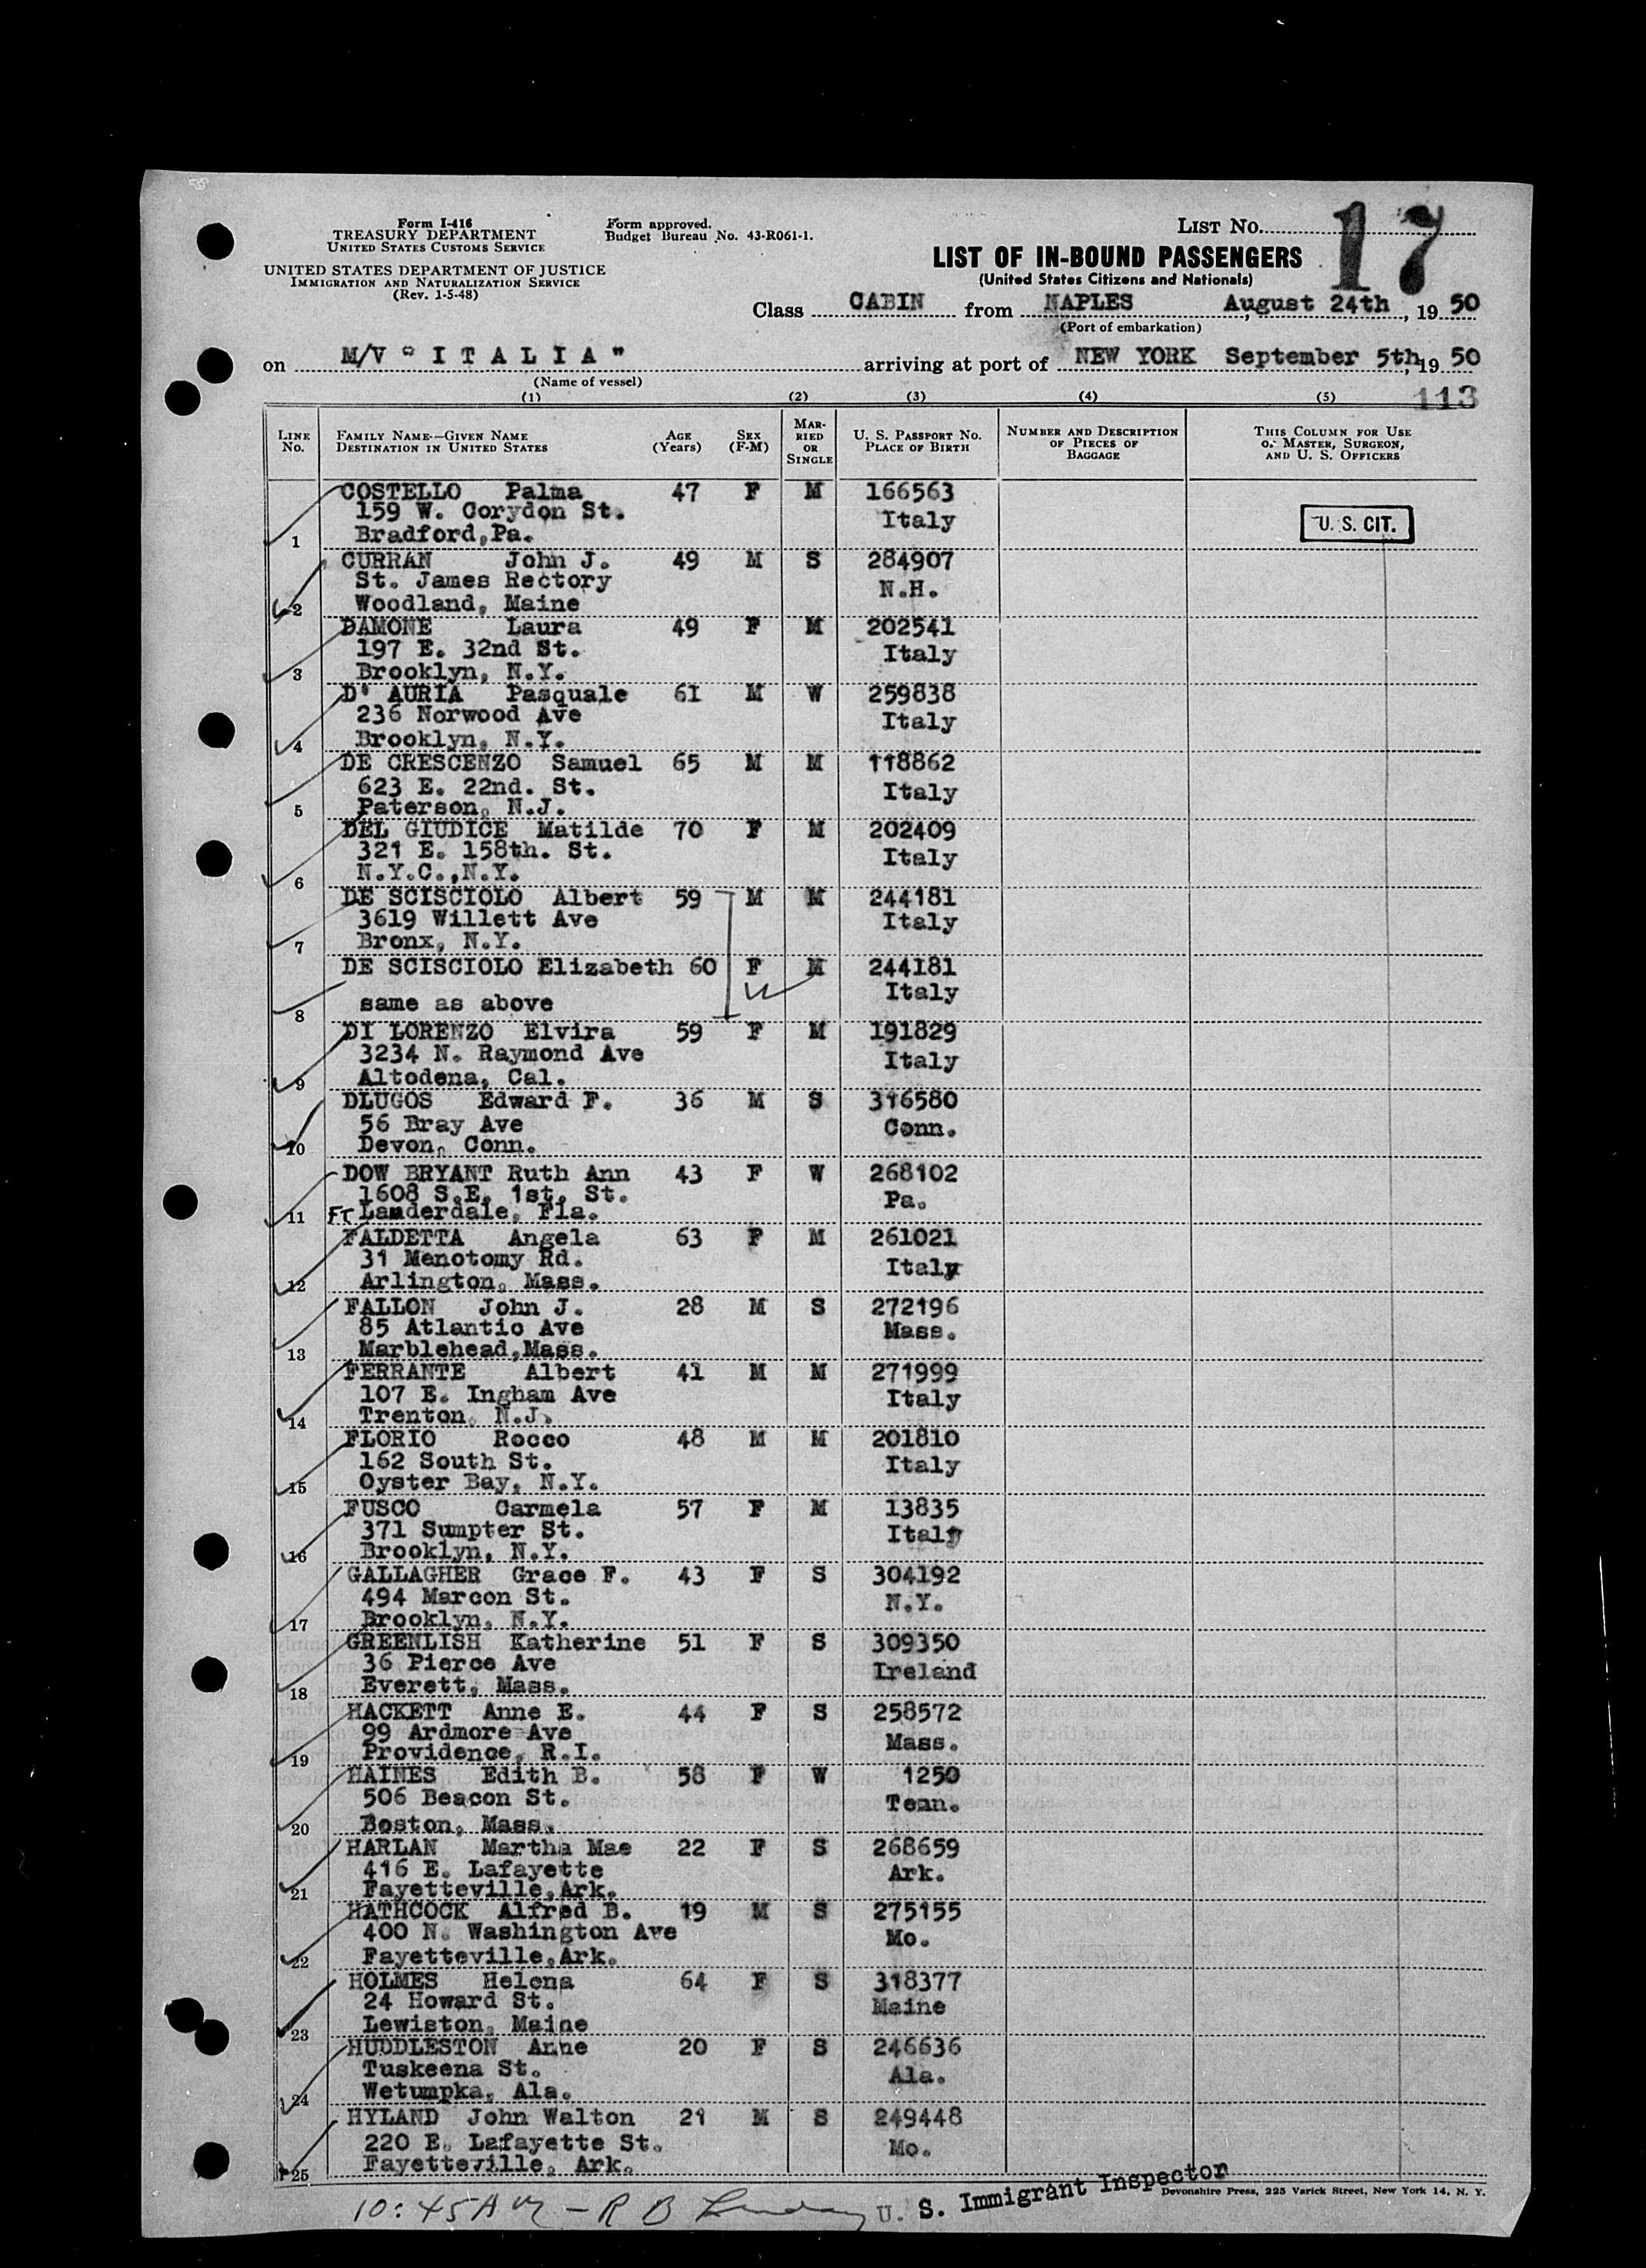 Form I-416
TREASURY DEPARTMENT
UNITED STATES CUSTOMS SERVICE
UNITED STATES DEPARTMENT OF JUSTICE
IMMIGRATION AND NATURALIZATION SERVICE
(Rev. 1-5-48)
Form approved.
Budget Bureau No. 43-R061-1.
LIST No. 17
LIST OF IN-BOUND PASSENGERS
(United States Citizens and Nationals)
Class CABIN from NAPLES August 24th, 1950
(Port of embarkation)
on M/V "I T A L I A" arriving at port of NEW YORK September 5th, 1950
(Name of vessel)
113
(1) (2) (3) (4) (5)
LINE No. FAMILY NAME—GIVEN NAME DESTINATION IN UNITED STATES AGE (Years) SEX (F-M) MARRIED OR SINGLE U. S. PASSPORT NO. PLACE OF BIRTH NUMBER AND DESCRIPTION OF PIECES OF BAGGAGE THIS COLUMN FOR USE OF MASTER, SURGEON, AND U. S. OFFICERS
COSTELLO Palma 47 F M 166563
159 W. Corydon St. Italy U. S. CIT.
1 Bradford,Pa.
CURRAN John J. 49 M S 284907
St. James Rectory N.H.
2 Woodland, Maine
DAMONE Laura 49 F M 202541
197 E. 32nd St. Italy
3 Brooklyn, N.Y.
D' AURIA Pasquale 61 M W 259838
236 Norwood Ave Italy
4 Brooklyn, N.Y.
DE CRESCENZO Samuel 65 M M 118862
623 E. 22nd. St. Italy
5 Paterson, N.J.
DEL GIUDICE Matilde 70 F M 202409
321 E. 158th. St. Italy
6 N.Y.C.,N.Y.
DE SCISCIOLO Albert 59 M M 244181
3619 Willett Ave Italy
7 Bronx, N.Y.
DE SCISCIOLO Elizabeth 60 F M 244181
Italy
8 same as above
DI LORENZO Elvira 59 F M 191829
3234 N. Raymond Ave Italy
9 Altodena, Cal.
DLUGOS Edward F. 36 M S 316580
56 Bray Ave Conn.
10 Devon, Conn.
DOW BRYANT Ruth Ann 43 F W 268102
1608 S.E. 1st. St. Pa.
11 FT Lauderdale, Fla.
FALDETTA Angela 63 F M 261021
31 Menotomy Rd. Italy
12 Arlington, Mass.
FALLON John J. 28 M S 272196
85 Atlantic Ave Mass.
13 Marblehead,Mass.
FERRANTE Albert 41 M M 271999
107 E. Ingham Ave Italy
14 Trenton, N.J.
FLORIO Rocco 48 M M 201810
162 South St. Italy
15 Oyster Bay, N.Y.
FUSCO Carmela 57 F M 13835
371 Sumpter St. Italy
16 Brooklyn, N.Y.
GALLAGHER Grace F. 43 F S 304192
494 Marcon St. N.Y.
17 Brooklyn, N.Y.
GREENLISH Katherine 51 F S 309350
36 Pierce Ave Ireland
18 Everett, Mass.
HACKETT Anne E. 44 F S 258572
99 Ardmore Ave Mass.
19 Providence, R.I.
HAINES Edith B. 58 F W 1250
506 Beacon St. Tenn.
20 Boston, Mass.
HARLAN Martha Mae 22 F S 268659
416 E. Lafayette Ark.
21 Fayetteville,Ark.
HATHCOCK Alfred B. 19 M S 275155
400 N. Washington Ave Mo.
22 Fayetteville,Ark.
HOLMES Helena 64 F S 318377
24 Howard St. Maine
23 Lewiston, Maine
HUDDLESTON Anne 20 F S 246636
Tuskeena St. Ala.
24 Wetumpka, Ala.
HYLAND John Walton 21 M S 249448
220 E. Lafayette St. Mo.
25 Fayetteville, Ark.
10:45 AM - R B U. S. Immigrant Inspector
Devonshire Press, 225 Varick Street, New York 14, N. Y.